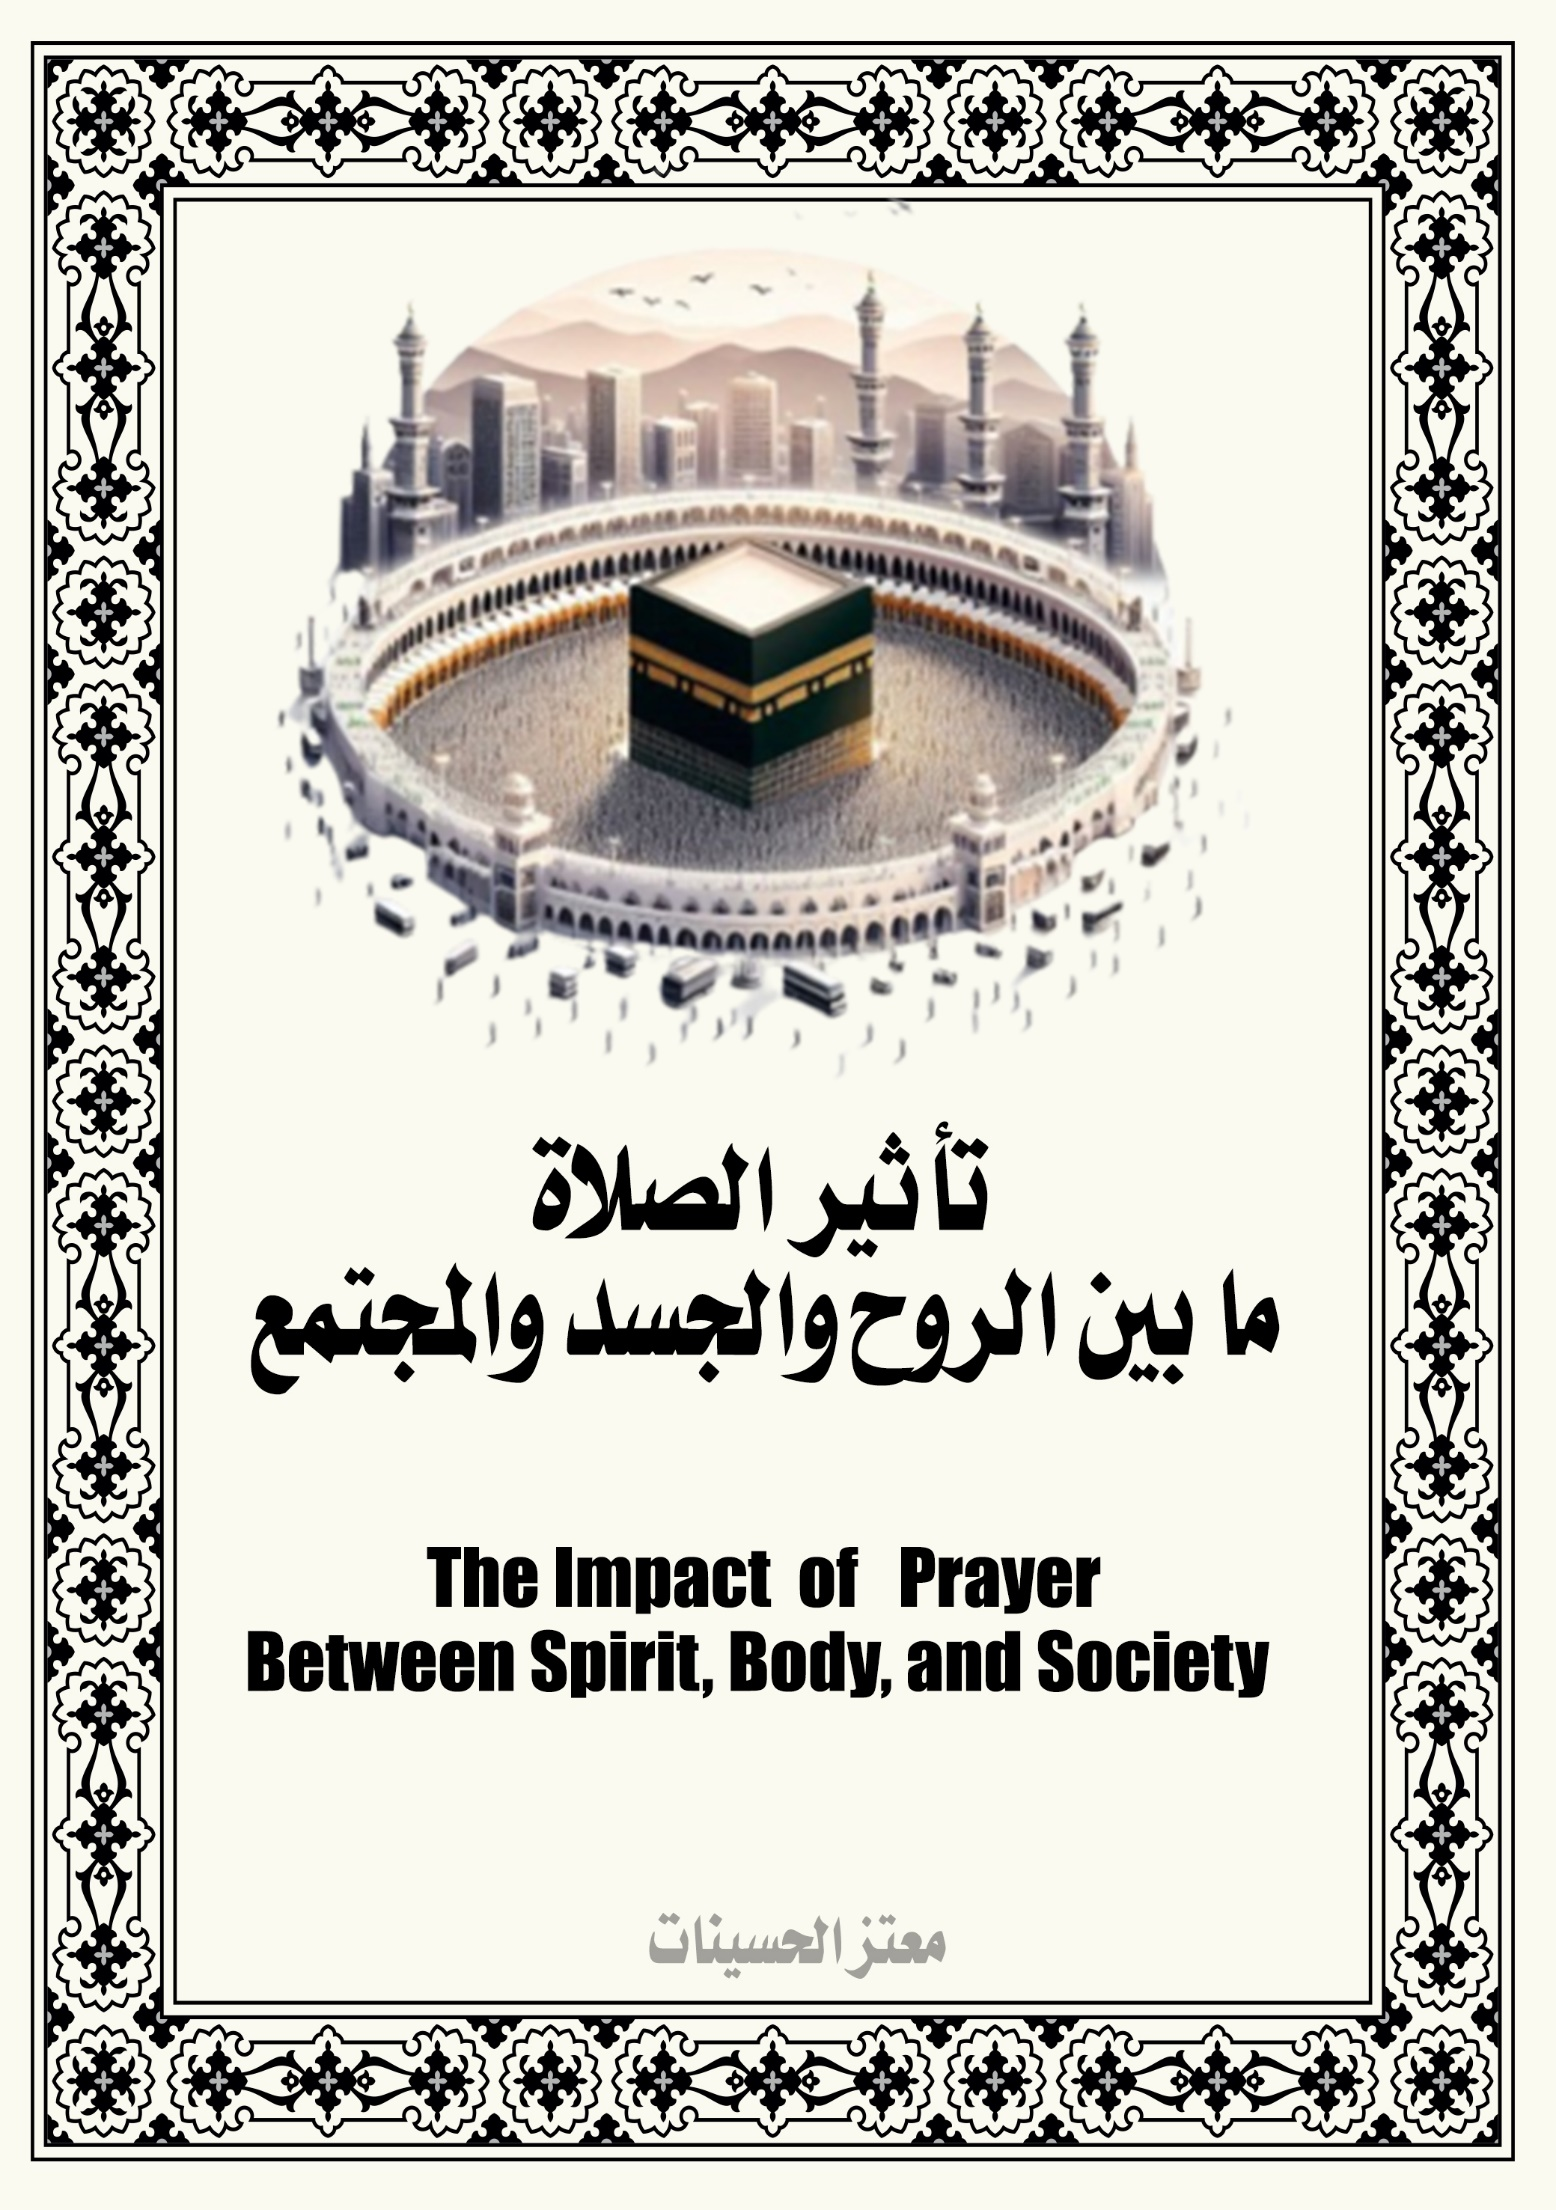 تأثير الصلاة
ما بين الروح والجسد والمجتمع
The Impact of Prayer
Between Spirit, Body, and Society
معتز الحسينات